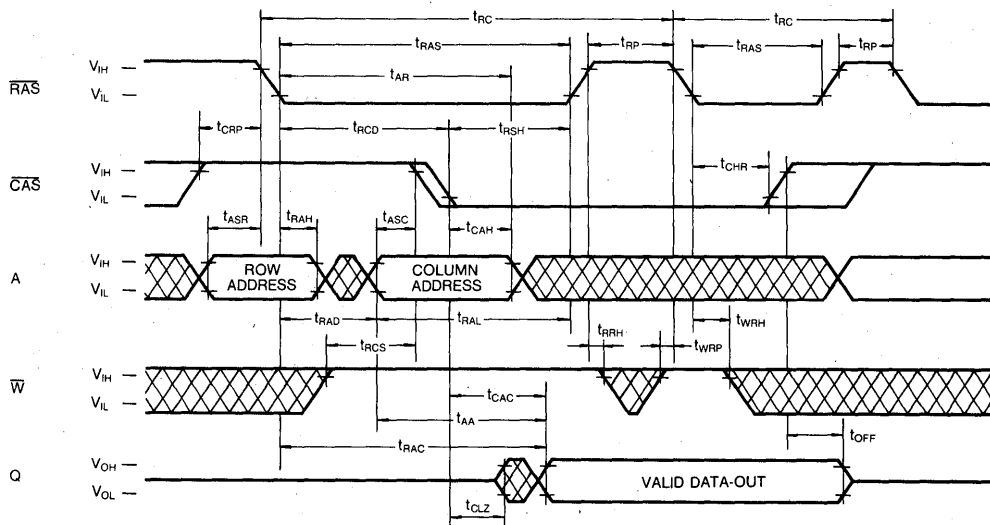 tRC tRC
tRAS tRP tRAS tRP
tAR
RAS VIH
VIL
tCRP tRCD tRSH
CAS VIH
VIL
tCHR
tASR tRAH tASC tCAH
A VIH
VIL
ROW ADDRESS
COLUMN ADDRESS
tRAD tRAL tWRH
tRCS tRRH tWRP
W VIH
VIL
tCAC
tAA
tRAC tOFF
Q VOH
VOL
VALID DATA-OUT
tCLZ